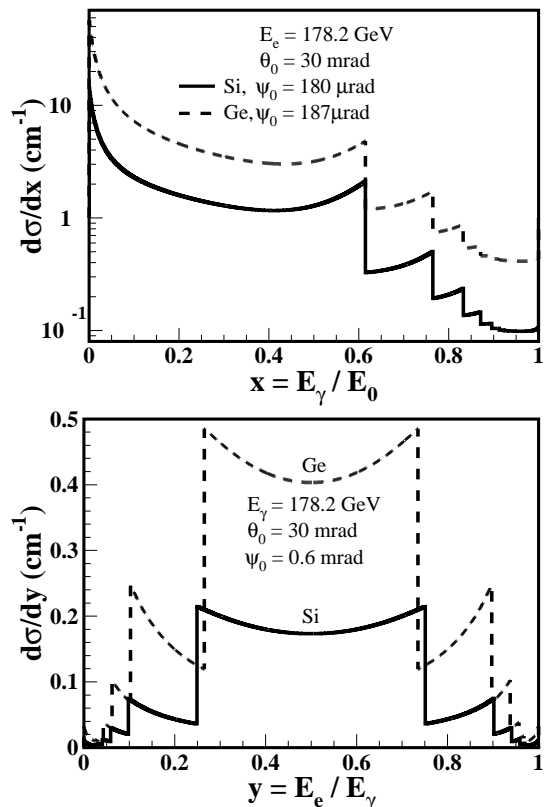 E_e = 178.2 GeV
θ_0 = 30 mrad
Si, ψ_0 = 180 μrad
Ge, ψ_0 = 187μrad
dσ/dx (cm^-1)
10
1
10^-1
0 0.2 0.4 0.6 0.8 1
x = E_γ / E_0
0.5
0.4
0.3
0.2
0.1
0
Ge
E_γ = 178.2 GeV
θ_0 = 30 mrad
ψ_0 = 0.6 mrad
Si
dσ/dy (cm^-1)
0 0.2 0.4 0.6 0.8 1
y = E_e / E_γ